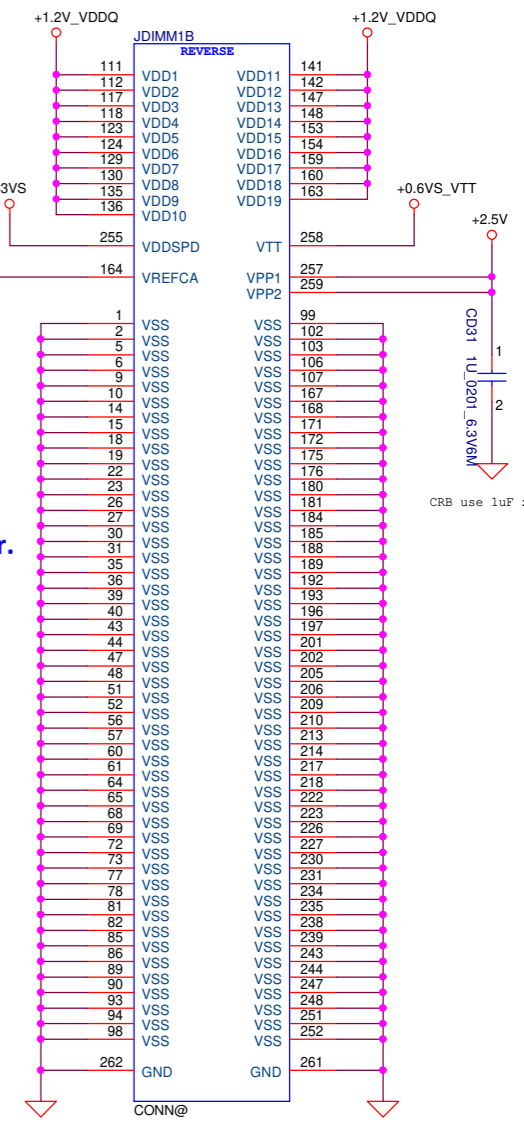 +1.2V_VDDQ +1.2V_VDDQ
JDIMM1B
REVERSE
111 VDD1 VDD11 141
112 VDD2 VDD12 142
117 VDD3 VDD13 147
118 VDD4 VDD14 148
123 VDD5 VDD15 153
124 VDD6 VDD16 154
129 VDD7 VDD17 159
130 VDD8 VDD18 160
135 VDD9 VDD19 163
136 VDD10
3VS +0.6VS_VTT
+2.5V
255 VDDSPD VTT 258
164 VREFCA VPP1 257
VPP2 259
1 VSS VSS 99
2 VSS VSS 102
5 VSS VSS 103
6 VSS VSS 106
9 VSS VSS 107
10 VSS VSS 167
14 VSS VSS 168
15 VSS VSS 171
18 VSS VSS 172
19 VSS VSS 175
22 VSS VSS 176
23 VSS VSS 180
26 VSS VSS 181
27 VSS VSS 184
30 VSS VSS 185
31 VSS VSS 188
35 VSS VSS 189
36 VSS VSS 192
39 VSS VSS 193
40 VSS VSS 196
43 VSS VSS 197
44 VSS VSS 201
47 VSS VSS 202
48 VSS VSS 205
51 VSS VSS 206
52 VSS VSS 209
56 VSS VSS 210
57 VSS VSS 213
60 VSS VSS 214
61 VSS VSS 217
64 VSS VSS 218
65 VSS VSS 222
68 VSS VSS 223
69 VSS VSS 226
72 VSS VSS 227
73 VSS VSS 230
77 VSS VSS 231
78 VSS VSS 234
81 VSS VSS 235
82 VSS VSS 238
85 VSS VSS 239
86 VSS VSS 243
89 VSS VSS 244
90 VSS VSS 247
93 VSS VSS 248
94 VSS VSS 251
98 VSS VSS 252
262 GND GND 261
CONN@
CD31 1U_0201_6.3V6M
1
2
CRB use 1uF
r.